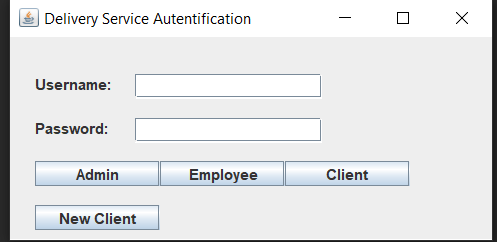 Delivery Service Autentification
Username:
Password:
Admin Employee Client
New Client